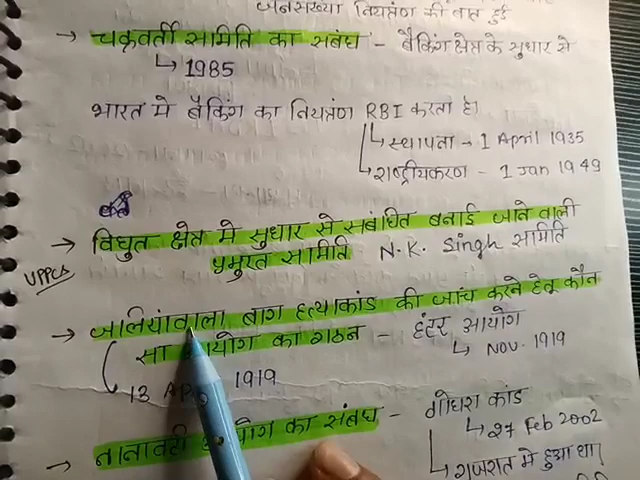 जनसंख्या नियंत्रण की बात हुई
→ चक्रवर्ती समिति का संबंध – बैंकिंग क्षेत्र के सुधार से
↳ 1985
भारत मे बैंकिंग का नियंत्रण RBI करता है।
↳ स्थापना → 1 April 1935
↳ राष्ट्रीयकरण – 1 Jan 1949
→ विधुत क्षेत्र मे सुधार से संबंधित बनाई जाने वाली
UPPCS प्रमुख समिति N.K. Singh समिति
→ जालियांवाला बाग हत्याकांड की जांच करने हेतू कौन
सा आयोग का गठन – हंटर आयोग
13 1919 ↳ Nov. 1919
→ नानावटी का संबंध – गोधरा कांड
↳ 27 Feb 2002
↳ गुजरात मे हुआ था।